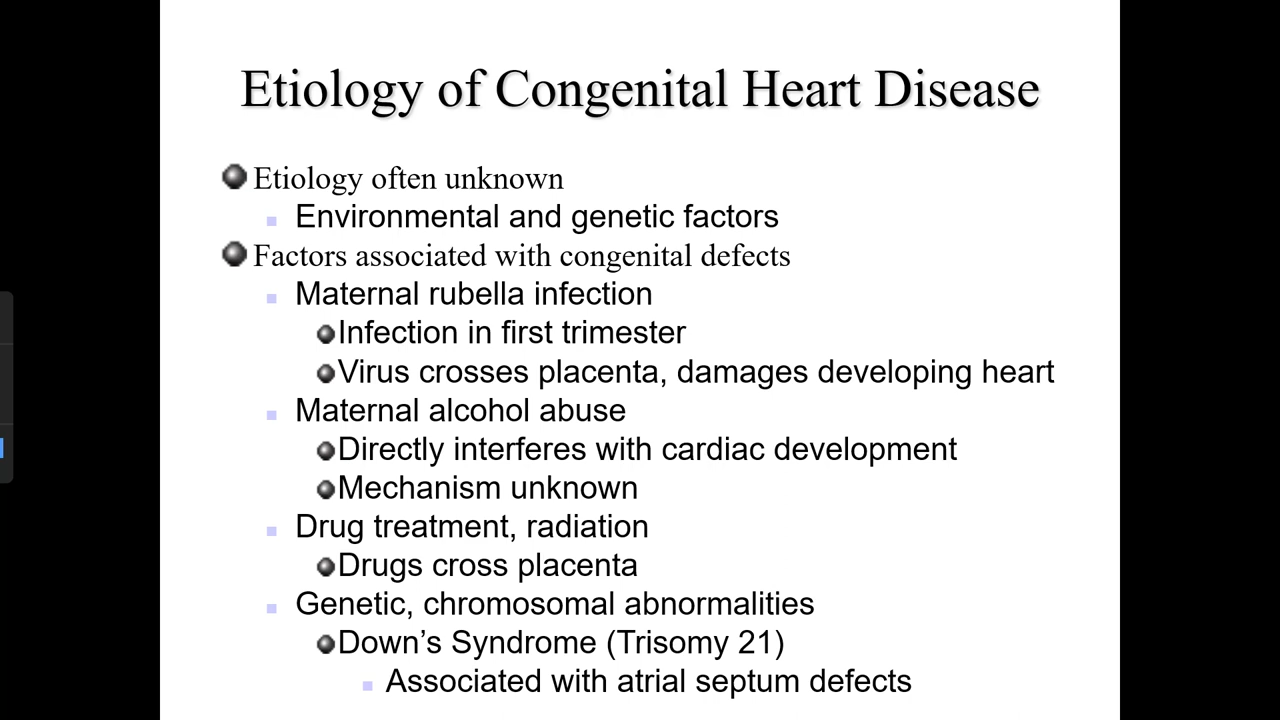 Etiology of Congenital Heart Disease
Etiology often unknown
Environmental and genetic factors
Factors associated with congenital defects
Maternal rubella infection
Infection in first trimester
Virus crosses placenta, damages developing heart
Maternal alcohol abuse
Directly interferes with cardiac development
Mechanism unknown
Drug treatment, radiation
Drugs cross placenta
Genetic, chromosomal abnormalities
Down’s Syndrome (Trisomy 21)
Associated with atrial septum defects